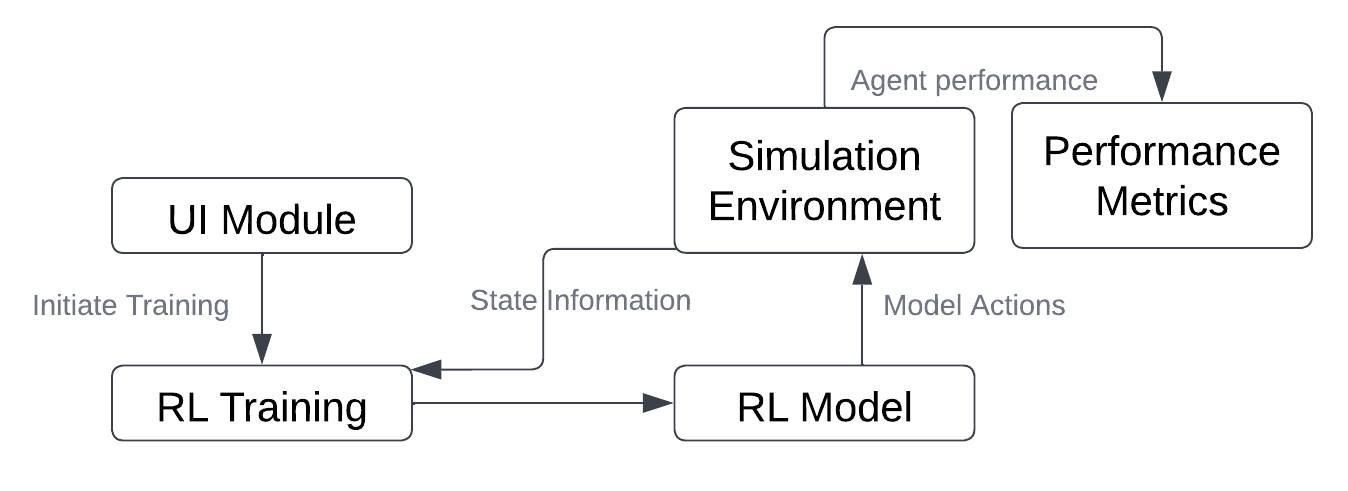 Agent performance
Simulation
Environment
Performance
Metrics
UI Module
Initiate Training
State Information
Model Actions
RL Training
RL Model